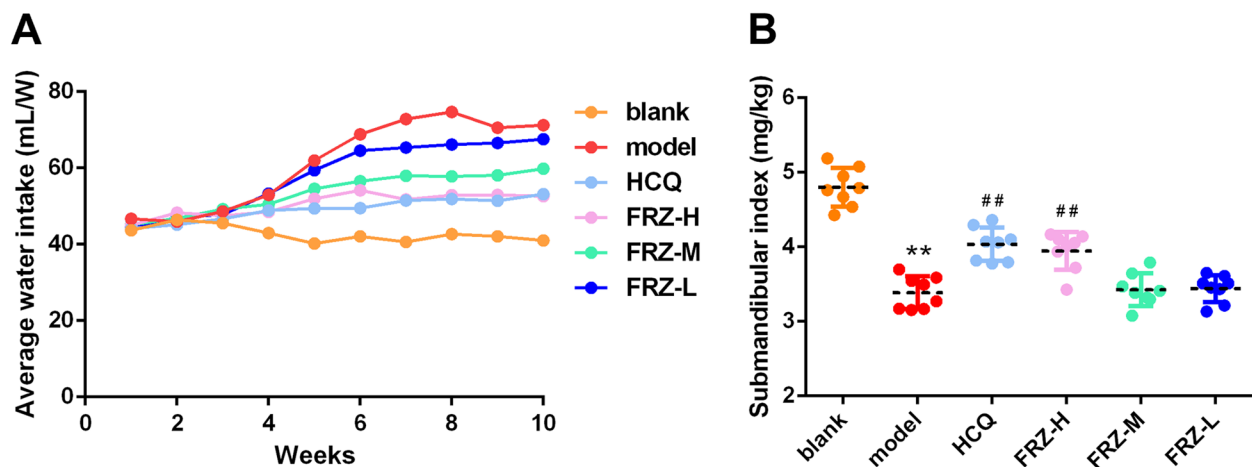 A
Average water intake (mL/W)
80
60
40
20
0
0 2 4 6 8 10
Weeks
blank
model
HCQ
FRZ-H
FRZ-M
FRZ-L
B
Submandibular index (mg/kg)
6
5
4
3
2
**
##
##
blank
model
HCQ
FRZ-H
FRZ-M
FRZ-L